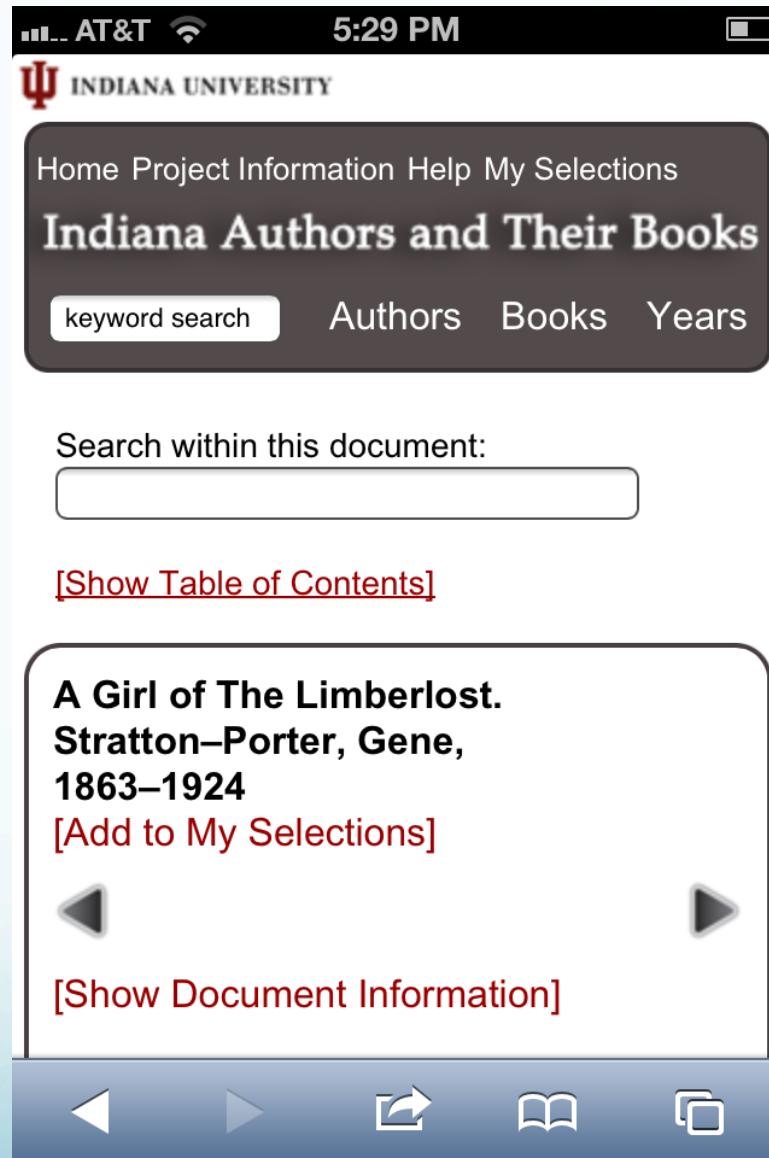 AT&T 5:29 PM
INDIANA UNIVERSITY
Home Project Information Help My Selections
Indiana Authors and Their Books
keyword search Authors Books Years
Search within this document:
[Show Table of Contents]
A Girl of The Limberlost.
Stratton–Porter, Gene,
1863–1924
[Add to My Selections]
[Show Document Information]